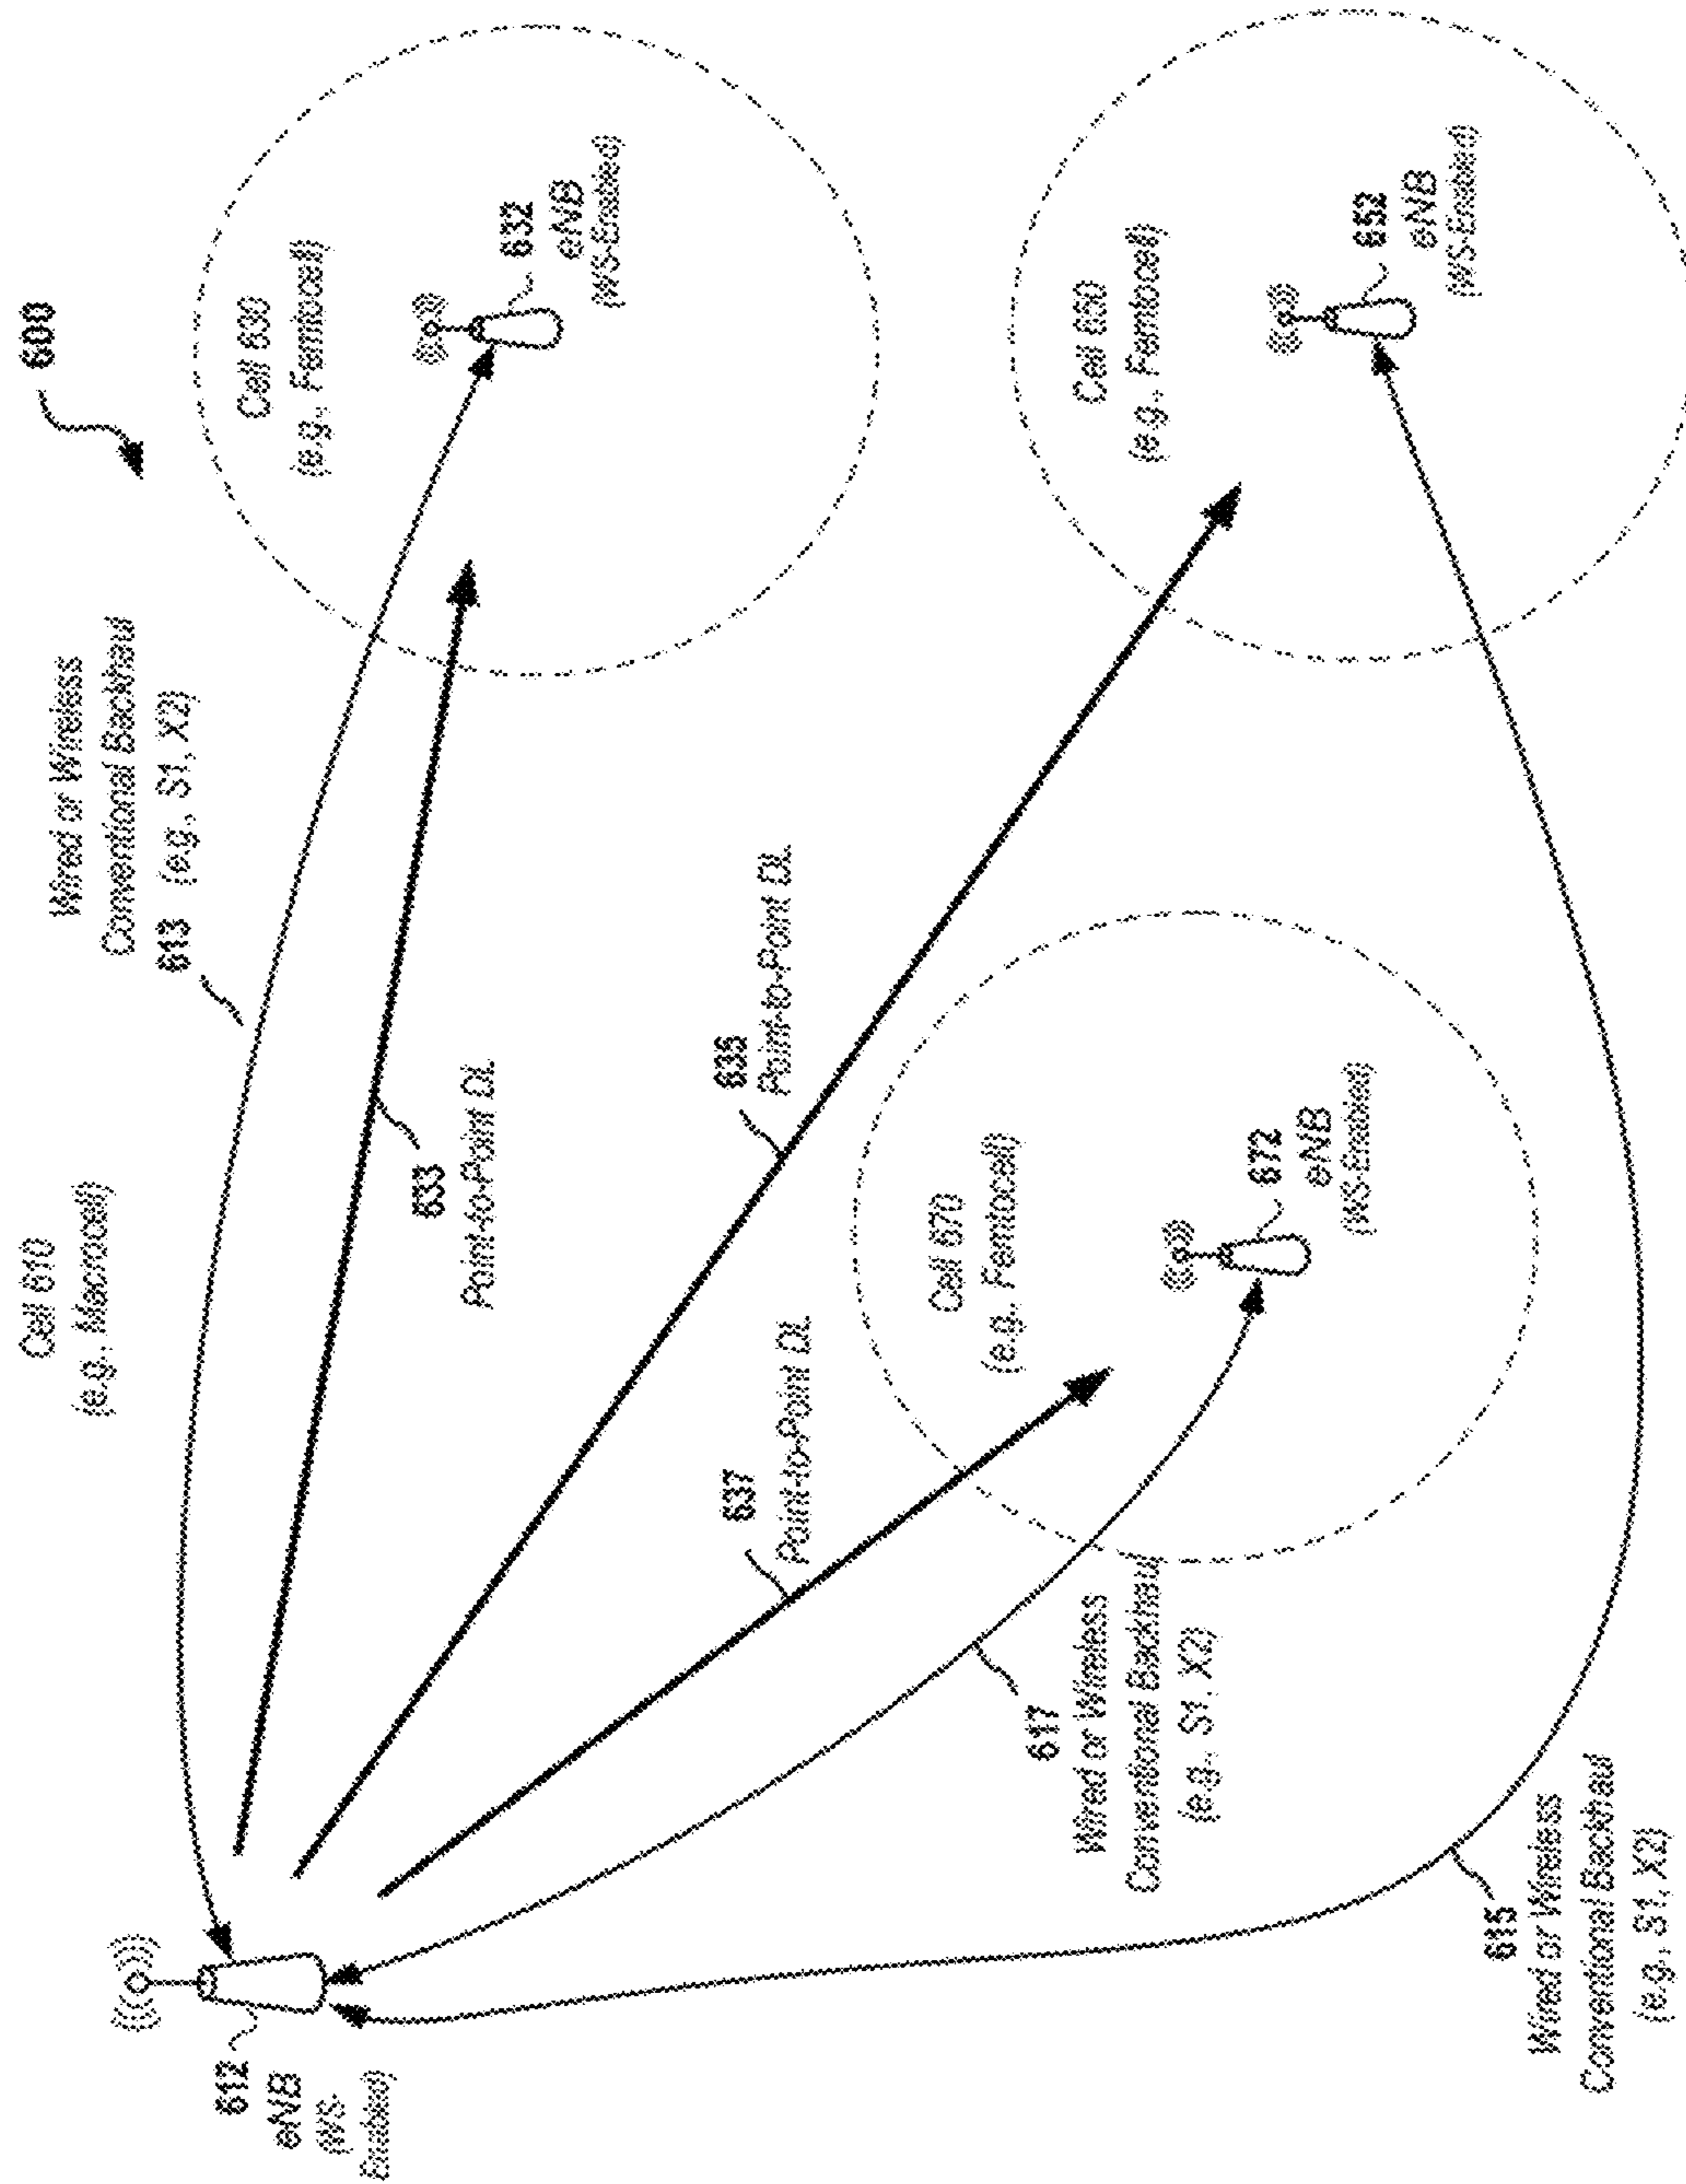 600
Cell 610
(e.g., Macrocell)
Wired or Wireless
Conventional Backhaul
613 (e.g., S1, X2)
Cell 630
(e.g., Femtocell)
632
eNB
(WS-Enabled)
612
eNB
(WS-
Enabled)
633
Point-to-Point DL
635
Point-to-Point DL
637
Point-to-Point DL
Cell 650
(e.g., Femtocell)
652
eNB
(WS-Enabled)
Cell 670
(e.g., Femtocell)
672
eNB
(WS-Enabled)
617
Wired or Wireless
Conventional Backhaul
(e.g., S1, X2)
615
Wired or Wireless
Conventional Backhaul
(e.g., S1, X2)